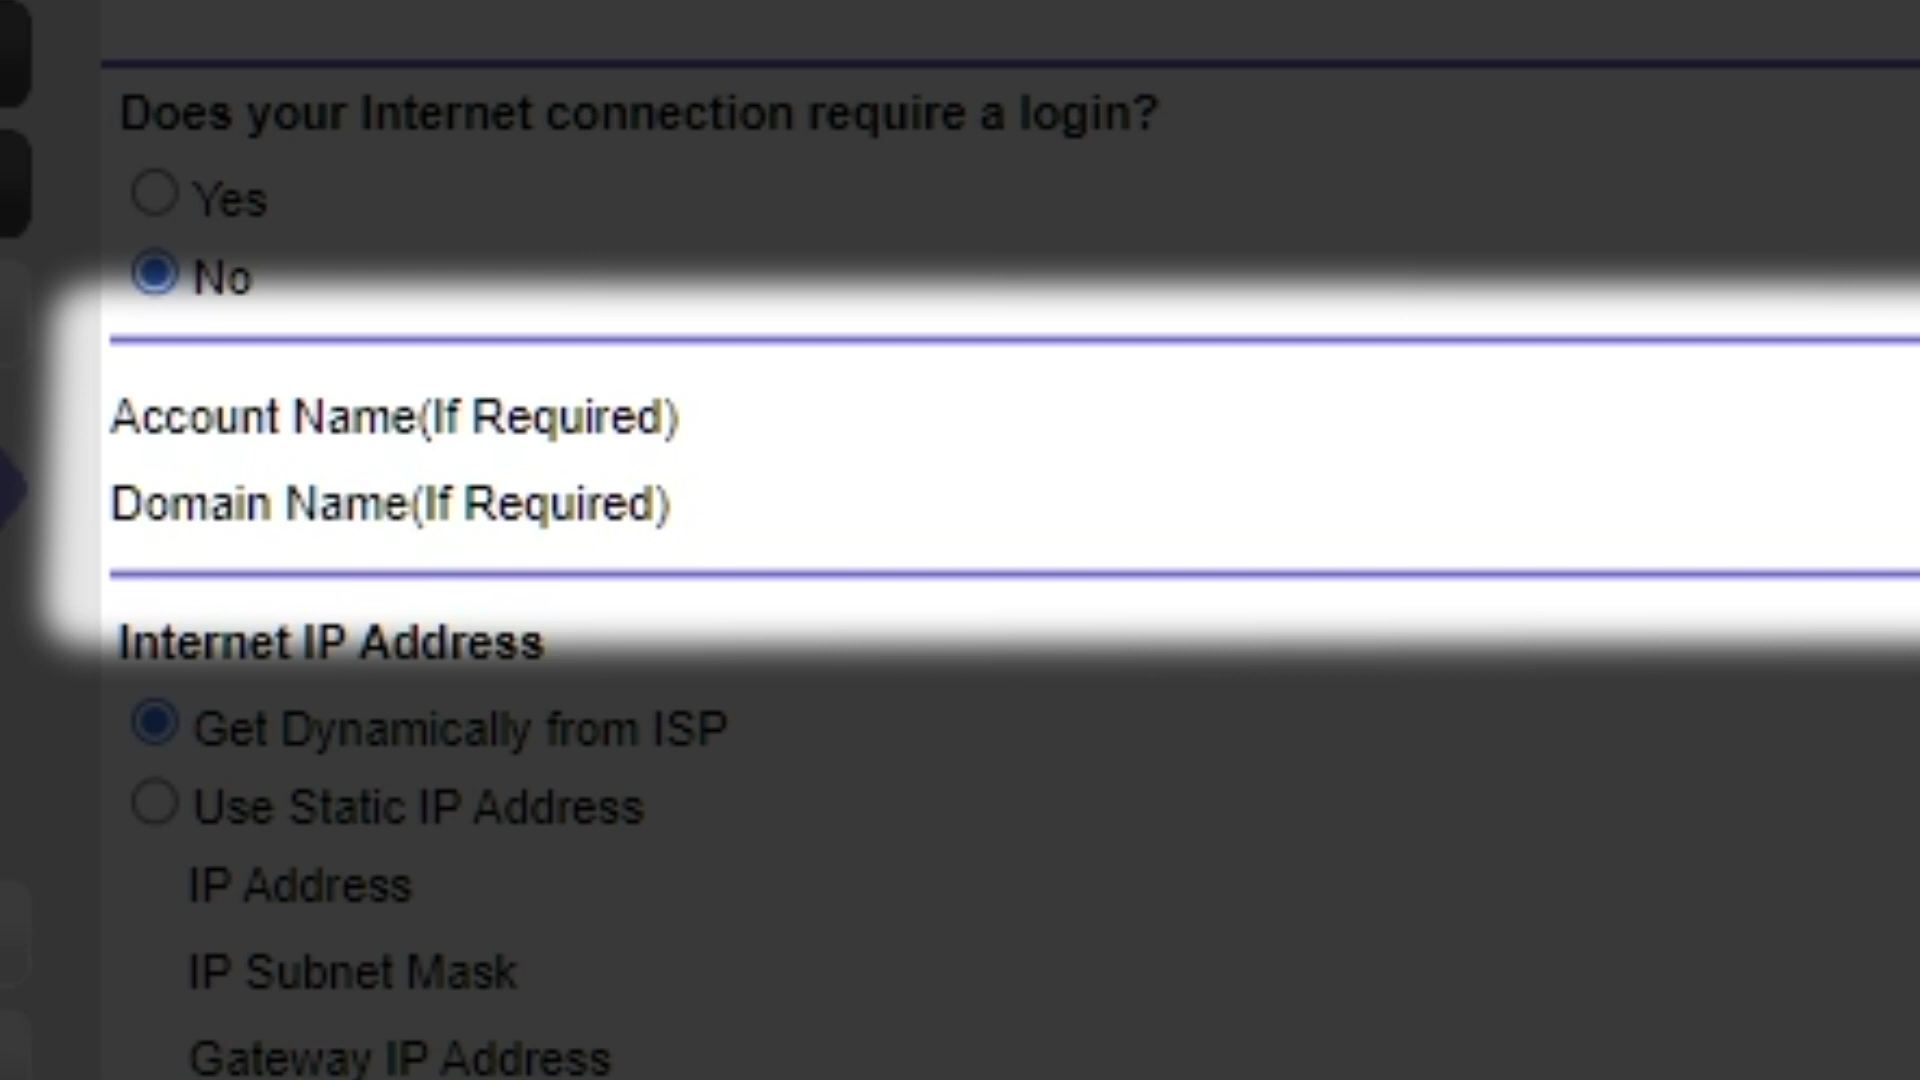 Does your Internet connection require a login?
Yes
No
Account Name(If Required)
Domain Name(If Required)
Internet IP Address
Get Dynamically from ISP
Use Static IP Address
IP Address
IP Subnet Mask
Gateway IP Address